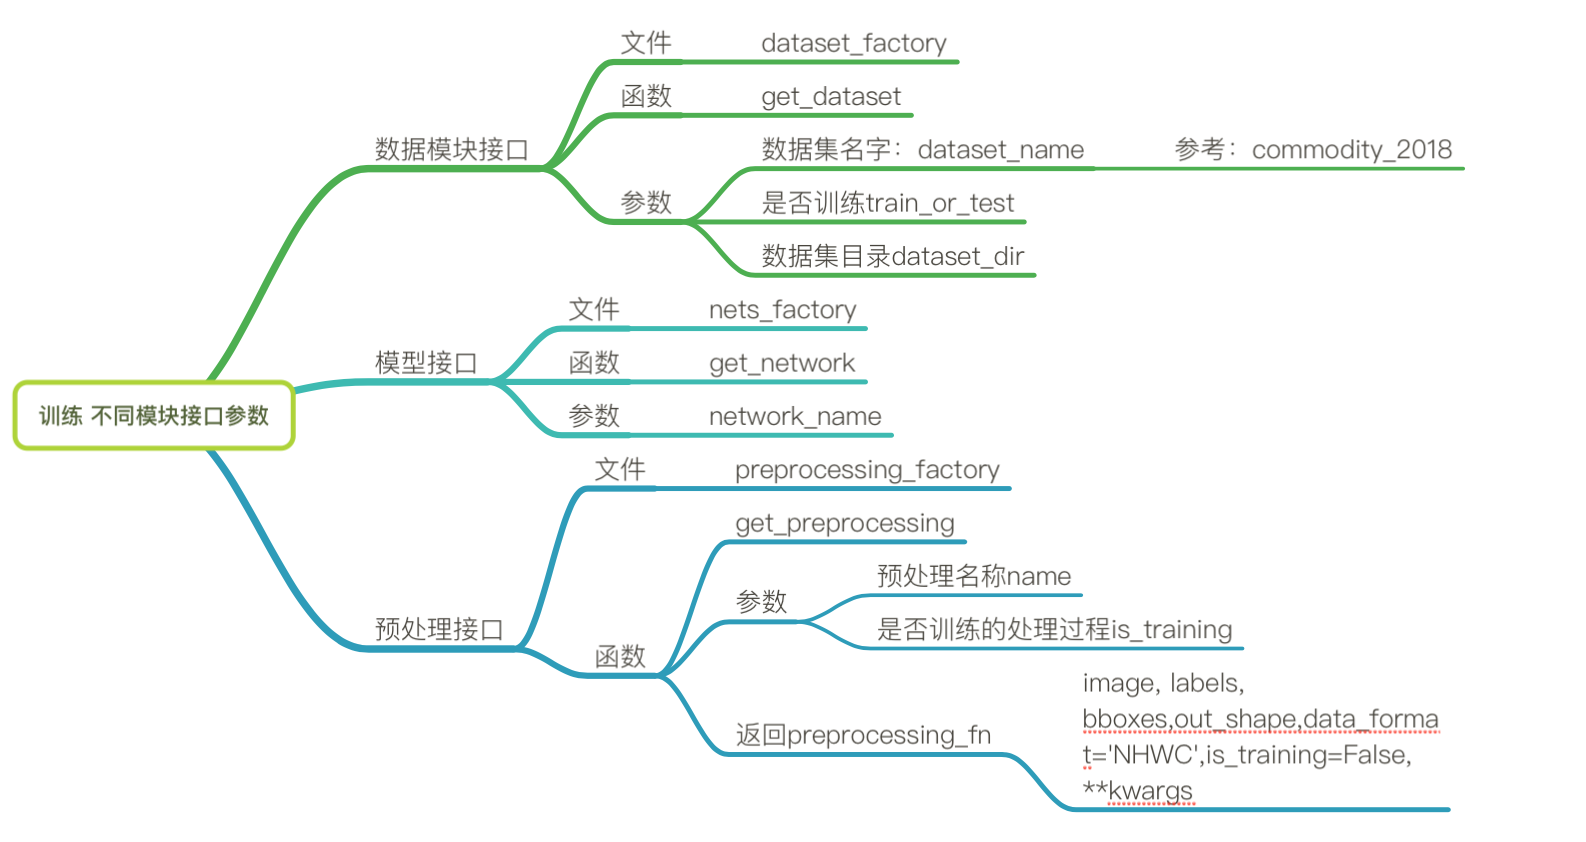 训练 不同模块接口参数
数据模块接口
文件
dataset_factory
函数
get_dataset
参数
数据集名字：dataset_name
参考：commodity_2018
是否训练train_or_test
数据集目录dataset_dir
模型接口
文件
nets_factory
函数
get_network
参数
network_name
预处理接口
文件
preprocessing_factory
函数
get_preprocessing
参数
预处理名称name
是否训练的处理过程is_training
返回preprocessing_fn
image, labels,
bboxes,out_shape,data_forma
t='NHWC',is_training=False,
**kwargs